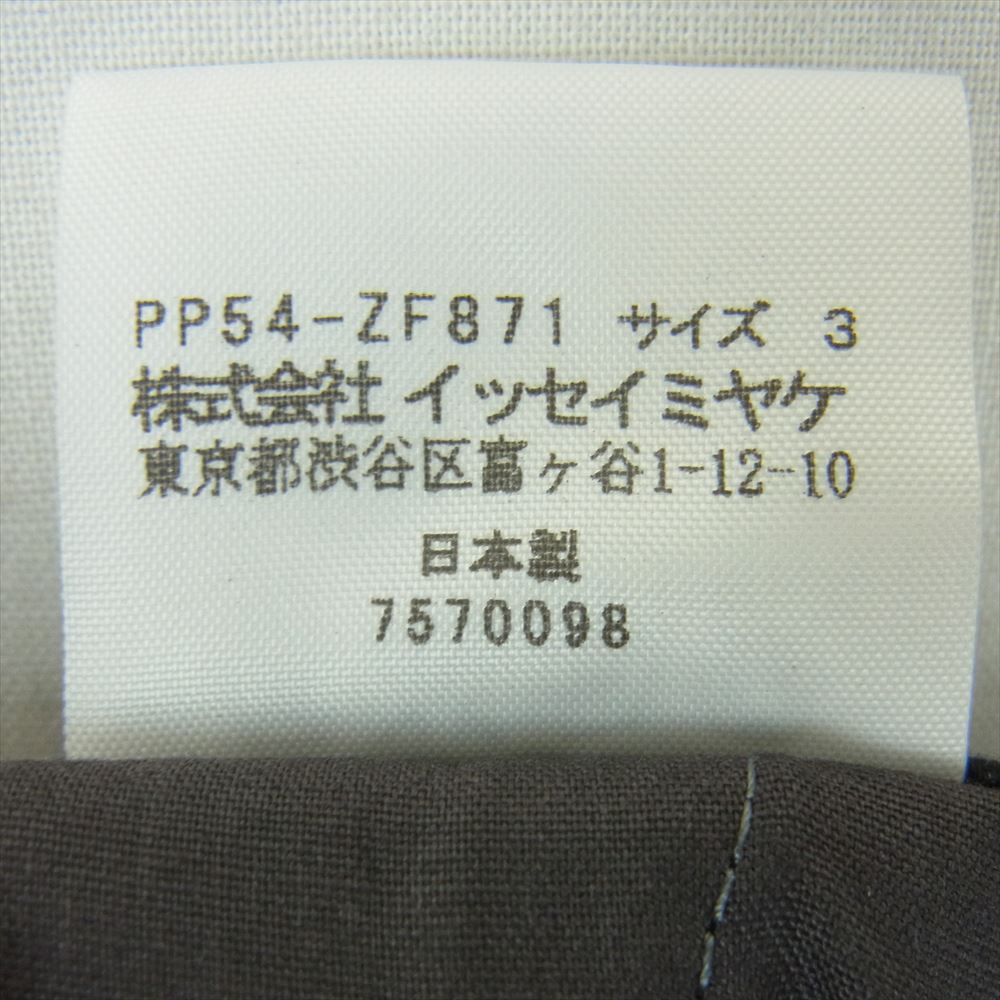 PP54-ZF871 サイズ 3
株式会社 イッセイミヤケ
東京都渋谷区富ヶ谷1-12-10
日本製
7570098